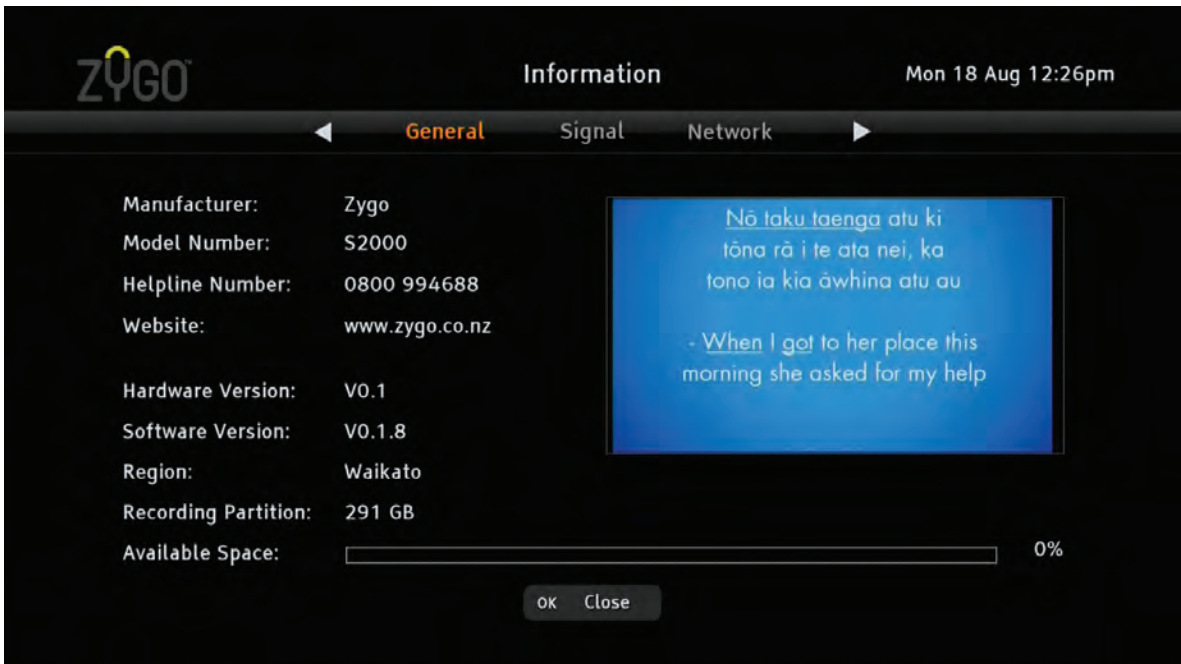 ZYGO™
Information
Mon 18 Aug 12:26pm
◀ General Signal Network ▶
Manufacturer: Zygo
Model Number: S2000
Helpline Number: 0800 994688
Website: www.zygo.co.nz
Hardware Version: V0.1
Software Version: V0.1.8
Region: Waikato
Recording Partition: 291 GB
Available Space: 0%
Nō taku taenga atu ki
tōna rā i te ata nei, ka
tono ia kia āwhina atu au
- When I got to her place this
morning she asked for my help
OK Close